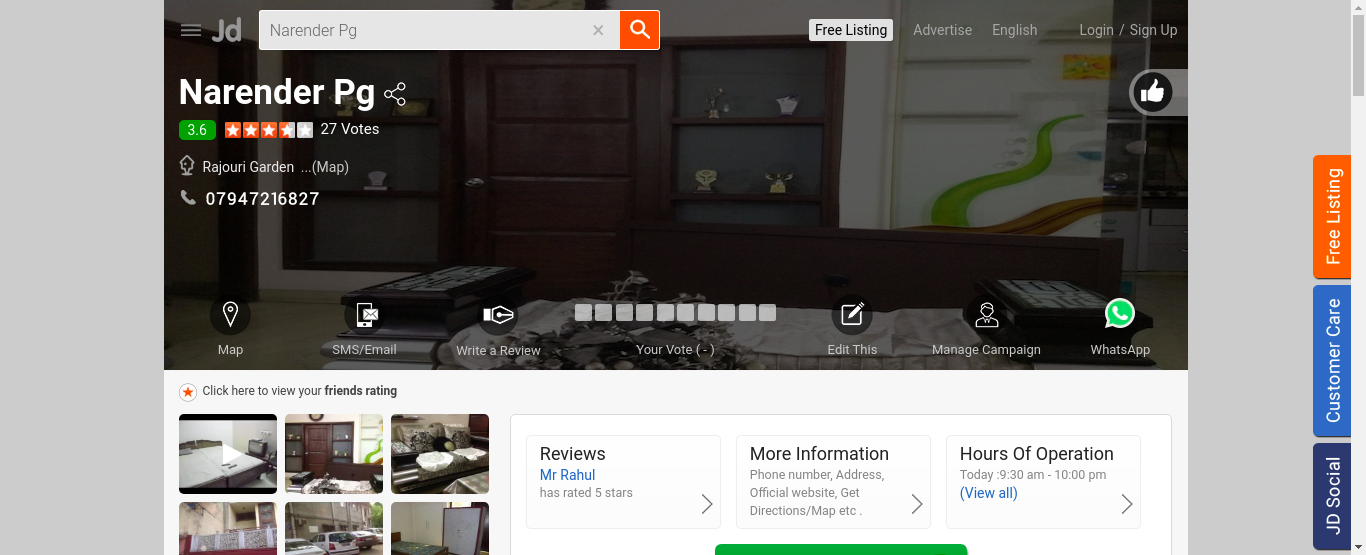 Jd
Narender Pg
Free Listing
Advertise
English
Login / Sign Up
Narender Pg
3.6
27 Votes
Rajouri Garden ...(Map)
07947216827
Map
SMS/Email
Write a Review
Your Vote ( - )
Edit This
Manage Campaign
WhatsApp
Click here to view your friends rating
Reviews
Mr Rahul
has rated 5 stars
More Information
Phone number, Address,
Official website, Get
Directions/Map etc .
Hours Of Operation
Today :9:30 am - 10:00 pm
(View all)
Free Listing
Customer Care
JD Social